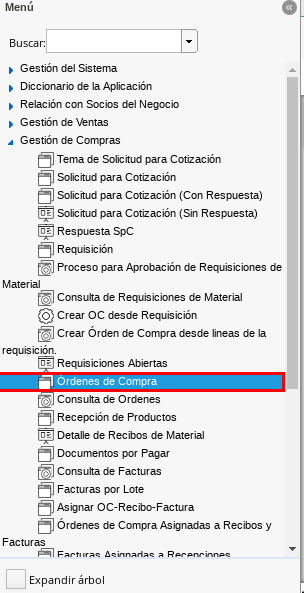 Menú
Buscar:
Gestión del Sistema
Diccionario de la Aplicación
Relación con Socios del Negocio
Gestión de Ventas
Gestión de Compras
Tema de Solicitud para Cotización
Solicitud para Cotización
Solicitud para Cotización (Con Respuesta)
Solicitud para Cotización (Sin Respuesta)
Respuesta SpC
Requisición
Proceso para Aprobación de Requisiciones de
Material
Consulta de Requisiciones de Material
Crear OC desde Requisición
Crear Órden de Compra desde lineas de la
requisición.
Requisiciones Abiertas
Órdenes de Compra
Consulta de Ordenes
Recepción de Productos
Detalle de Recibos de Material
Documentos por Pagar
Consulta de Facturas
Facturas por Lote
Asignar OC-Recibo-Factura
Órdenes de Compra Asignadas a Recibos y
Facturas
Facturas Asignadas a Recepciones
Expandir árbol